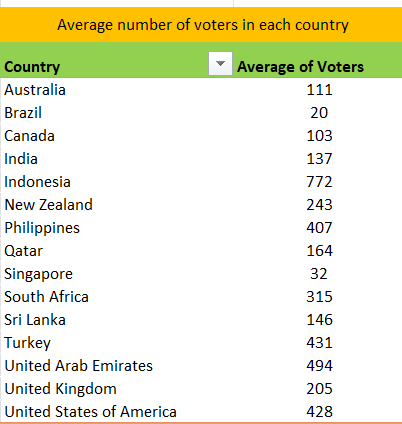 Average number of voters in each country
Country Average of Voters
Australia 111
Brazil 20
Canada 103
India 137
Indonesia 772
New Zealand 243
Philippines 407
Qatar 164
Singapore 32
South Africa 315
Sri Lanka 146
Turkey 431
United Arab Emirates 494
United Kingdom 205
United States of America 428